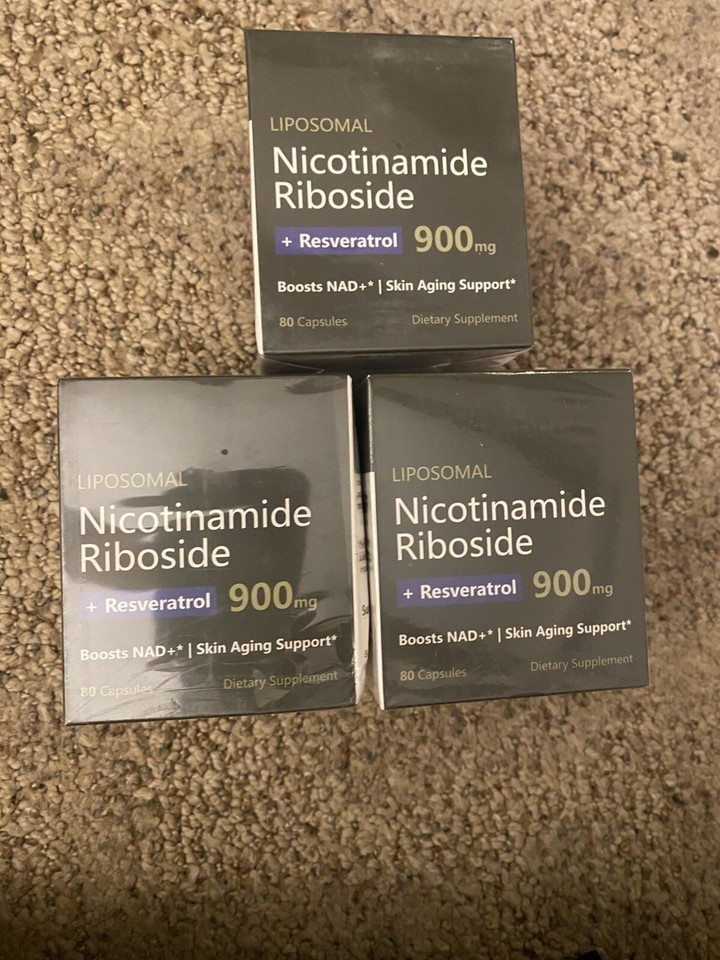 LIPOSOMAL
Nicotinamide
Riboside
+ Resveratrol 900mg
Boosts NAD+* | Skin Aging Support*
80 Capsules Dietary Supplement
LIPOSOMAL
Nicotinamide
Riboside
+ Resveratrol 900mg
Boosts NAD+* | Skin Aging Support*
80 Capsules Dietary Supplement
LIPOSOMAL
Nicotinamide
Riboside
+ Resveratrol 900mg
Boosts NAD+* | Skin Aging Support*
80 Capsules Dietary Supplement